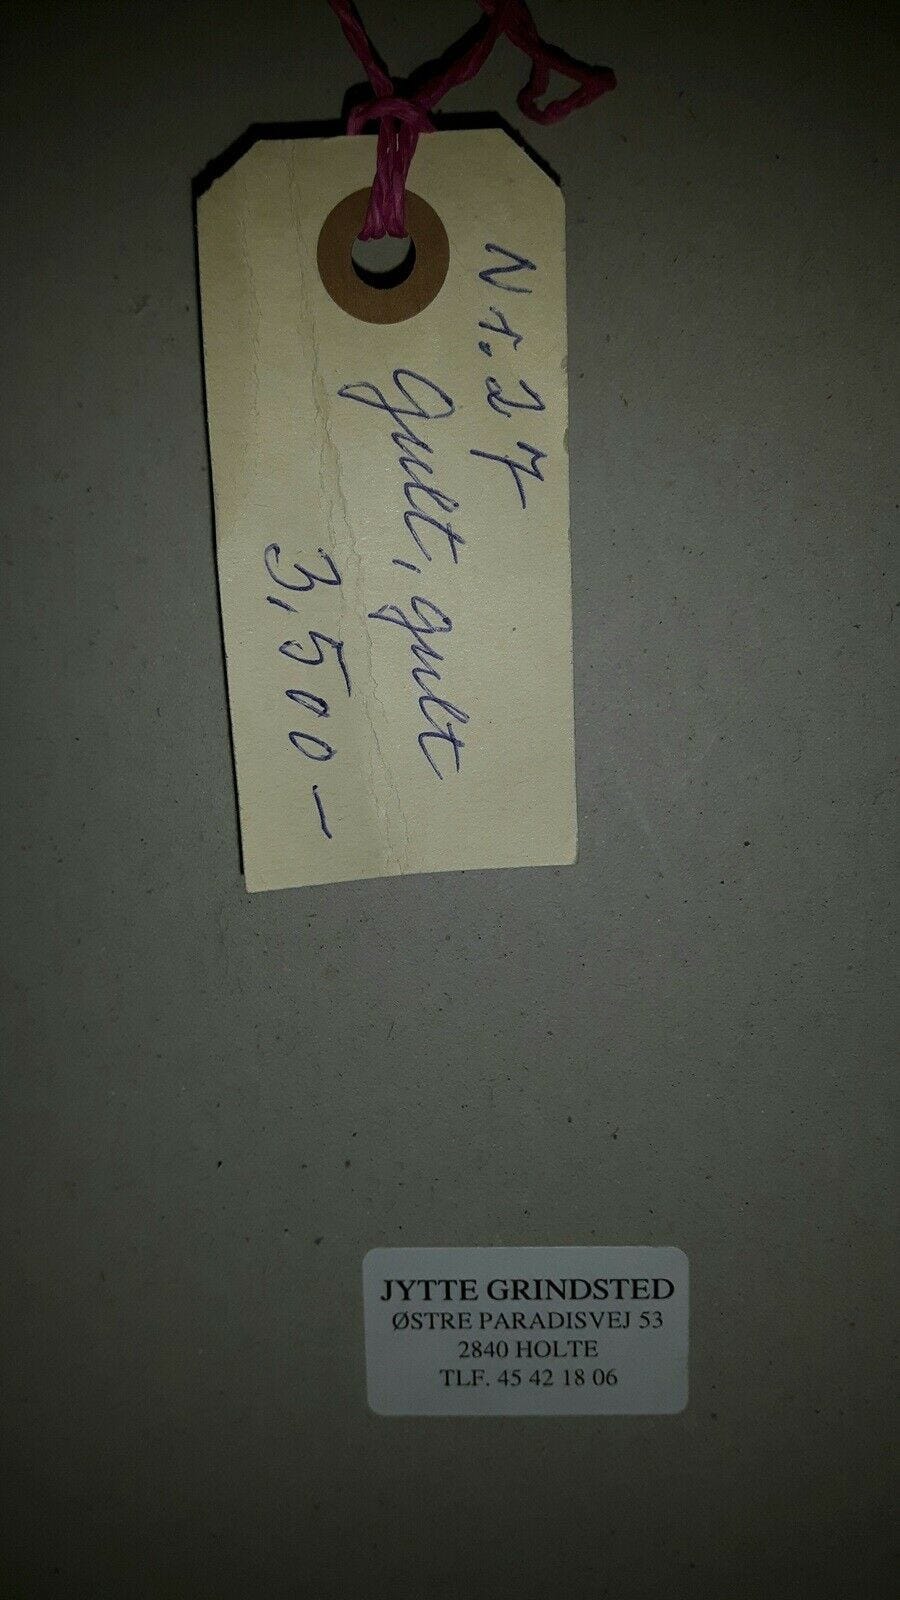 Nr. 27
Gult, gult
3,500 -
JYTTE GRINDSTED
ØSTRE PARADISVEJ 53
2840 HOLTE
TLF. 45 42 18 06